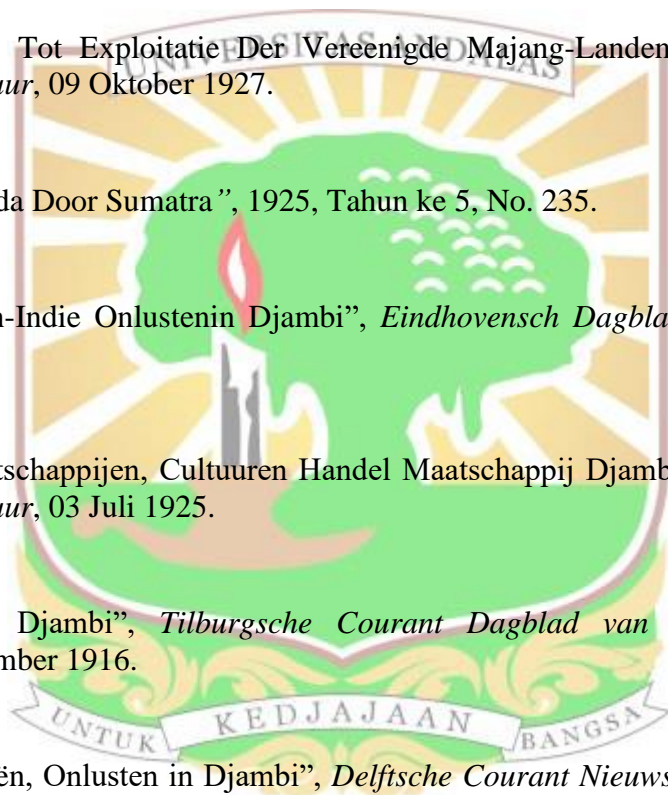 Tot Exploitatie Der Vereenigde Majang-Landen
UNIVERSITAS ANDALAS
ur, 09 Oktober 1927.
da Door Sumatra”, 1925, Tahun ke 5, No. 235.
n-Indie Onlustenin Djambi”, Eindhovensch Dagbla
tschappijen, Cultuuren Handel Maatschappij Djamb
ur, 03 Juli 1925.
Djambi”, Tilburgsche Courant Dagblad van
mber 1916.
UNTUK KEDJAJAAN BANGSA
ën, Onlusten in Djambi”, Delftsche Courant Nieuws